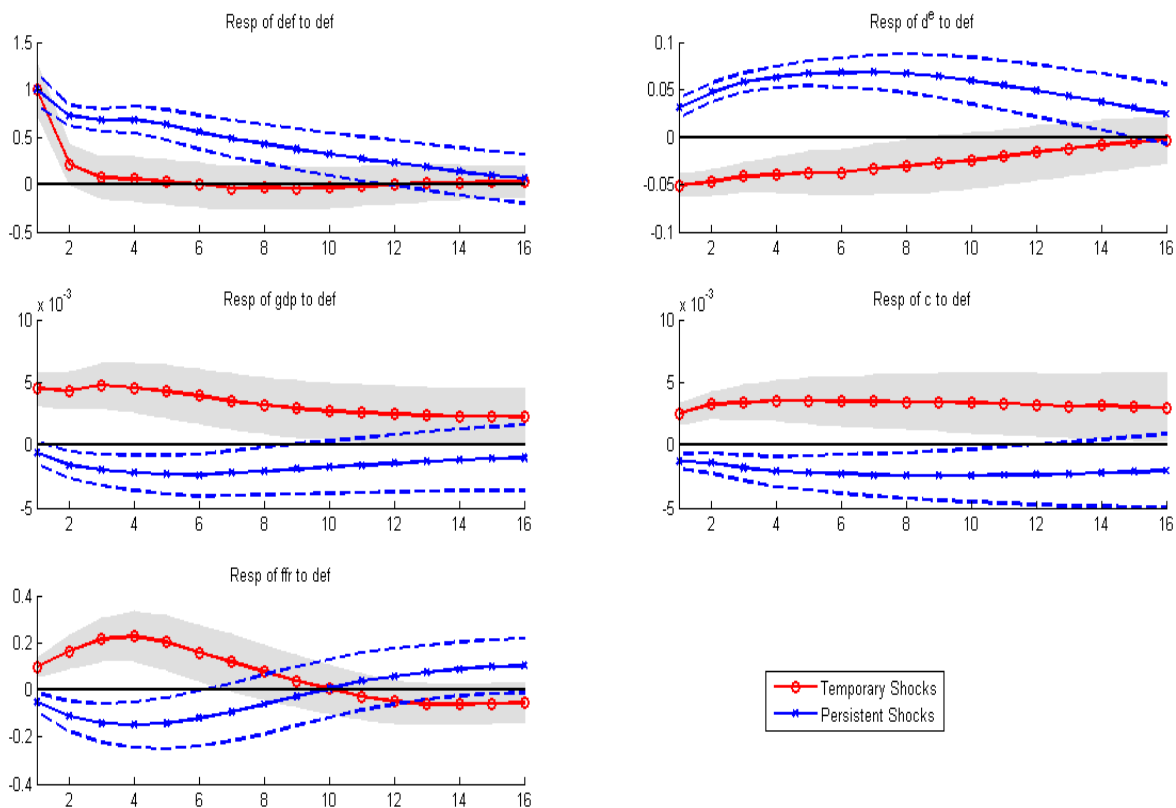 Resp of def to def
1.5
1
0.5
0
-0.5
2 4 6 8 10 12 14 16
Resp of dᵉ to def
0.1
0.05
0
-0.05
-0.1
2 4 6 8 10 12 14 16
x 10⁻³
Resp of gdp to def
10
5
0
-5
2 4 6 8 10 12 14 16
x 10⁻³
Resp of c to def
10
5
0
-5
2 4 6 8 10 12 14 16
Resp of ffr to def
0.4
0.2
0
-0.2
-0.4
2 4 6 8 10 12 14 16
Temporary Shocks
Persistent Shocks